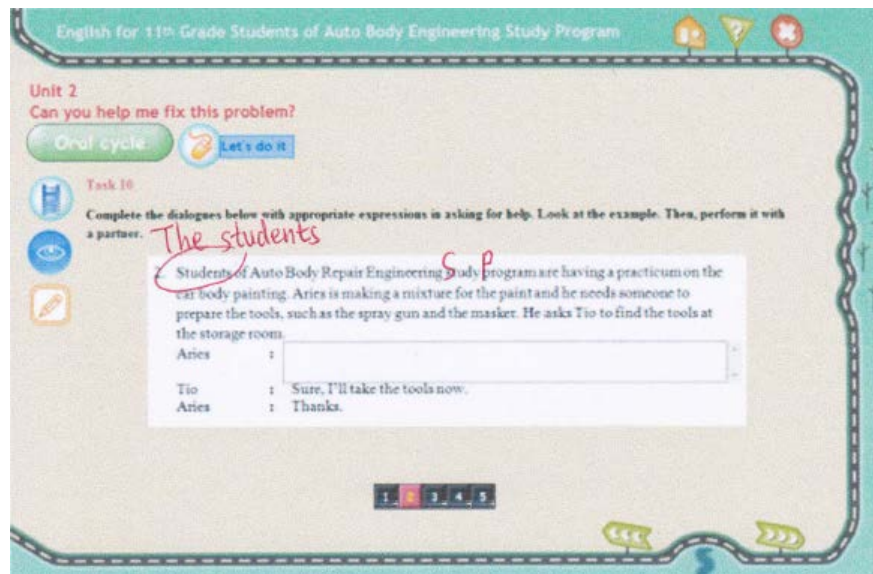 English for 11th Grade Students of Auto Body Engineering Study Program
Unit 2
Can you help me fix this problem?
Oral cycle
Let's do it
Task 10
Complete the dialogues below with appropriate expressions in asking for help. Look at the example. Then, perform it with
a partner.
The students
S P
2. Students of Auto Body Repair Engineering study program are having a practicum on the
car body painting. Aries is making a mixture for the paint and he needs someone to
prepare the tools, such as the spray gun and the masker. He asks Tio to find the tools at
the storage room.
Aries :
Tio : Sure, I'll take the tools now.
Aries : Thanks.
1 2 3 4 5